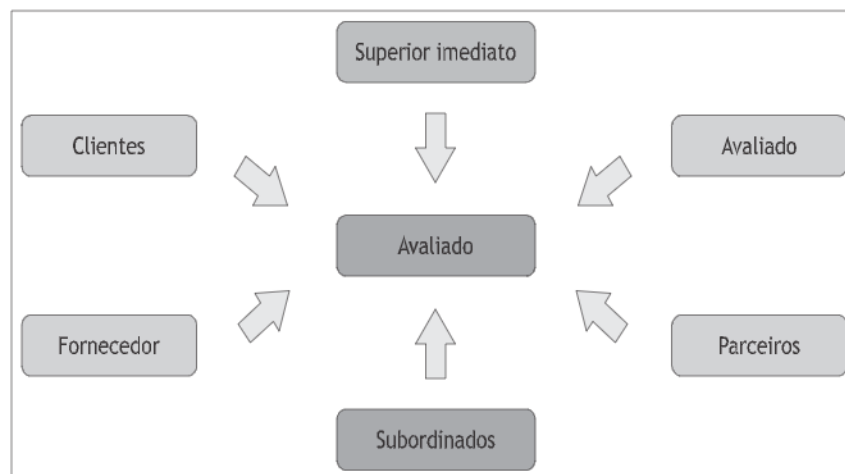 Superior imediato
Clientes
Avaliado
Avaliado
Fornecedor
Parceiros
Subordinados